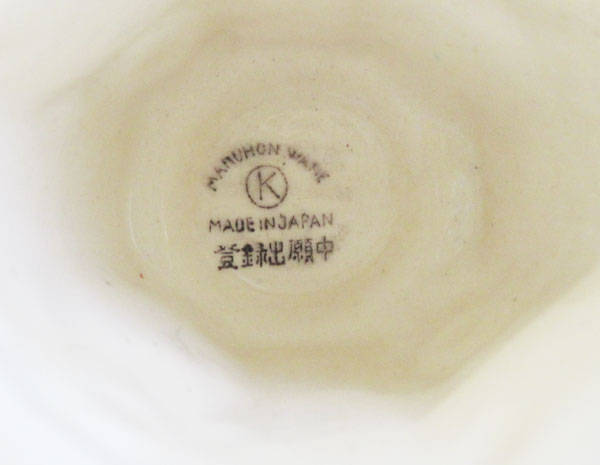 MARUHON WARE
K
MADE IN JAPAN
登録出願中